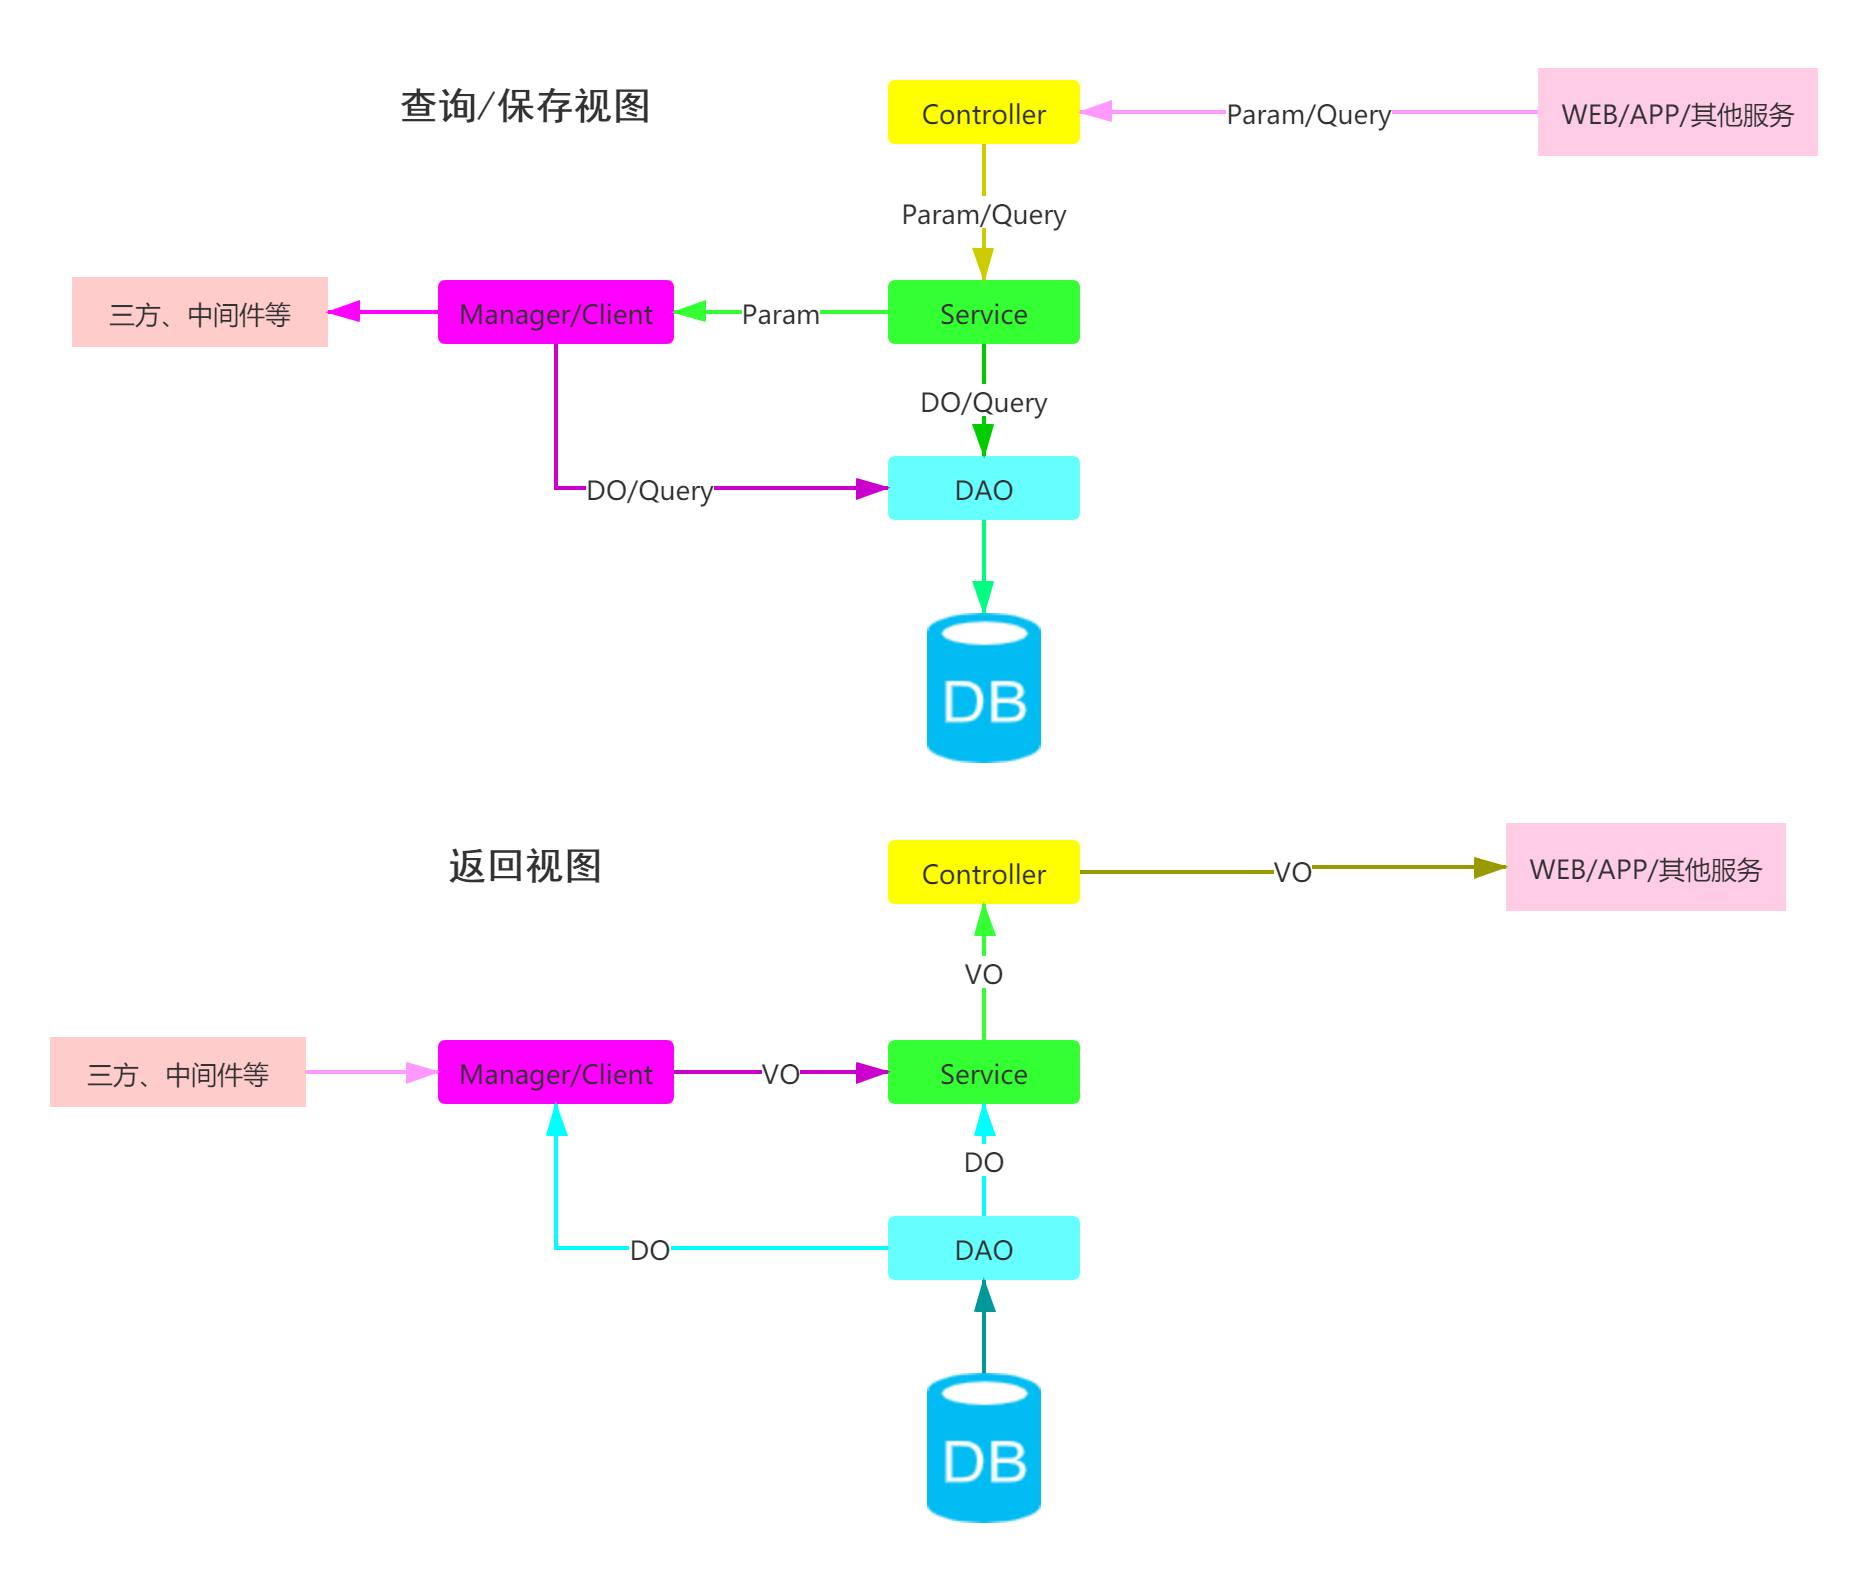 查询/保存视图
Controller
Param/Query
WEB/APP/其他服务
Param/Query
三方、中间件等
Manager/Client
Param
Service
DO/Query
DO/Query
DAO
DB
返回视图
Controller
VO
WEB/APP/其他服务
VO
三方、中间件等
Manager/Client
VO
Service
DO
DO
DAO
DB